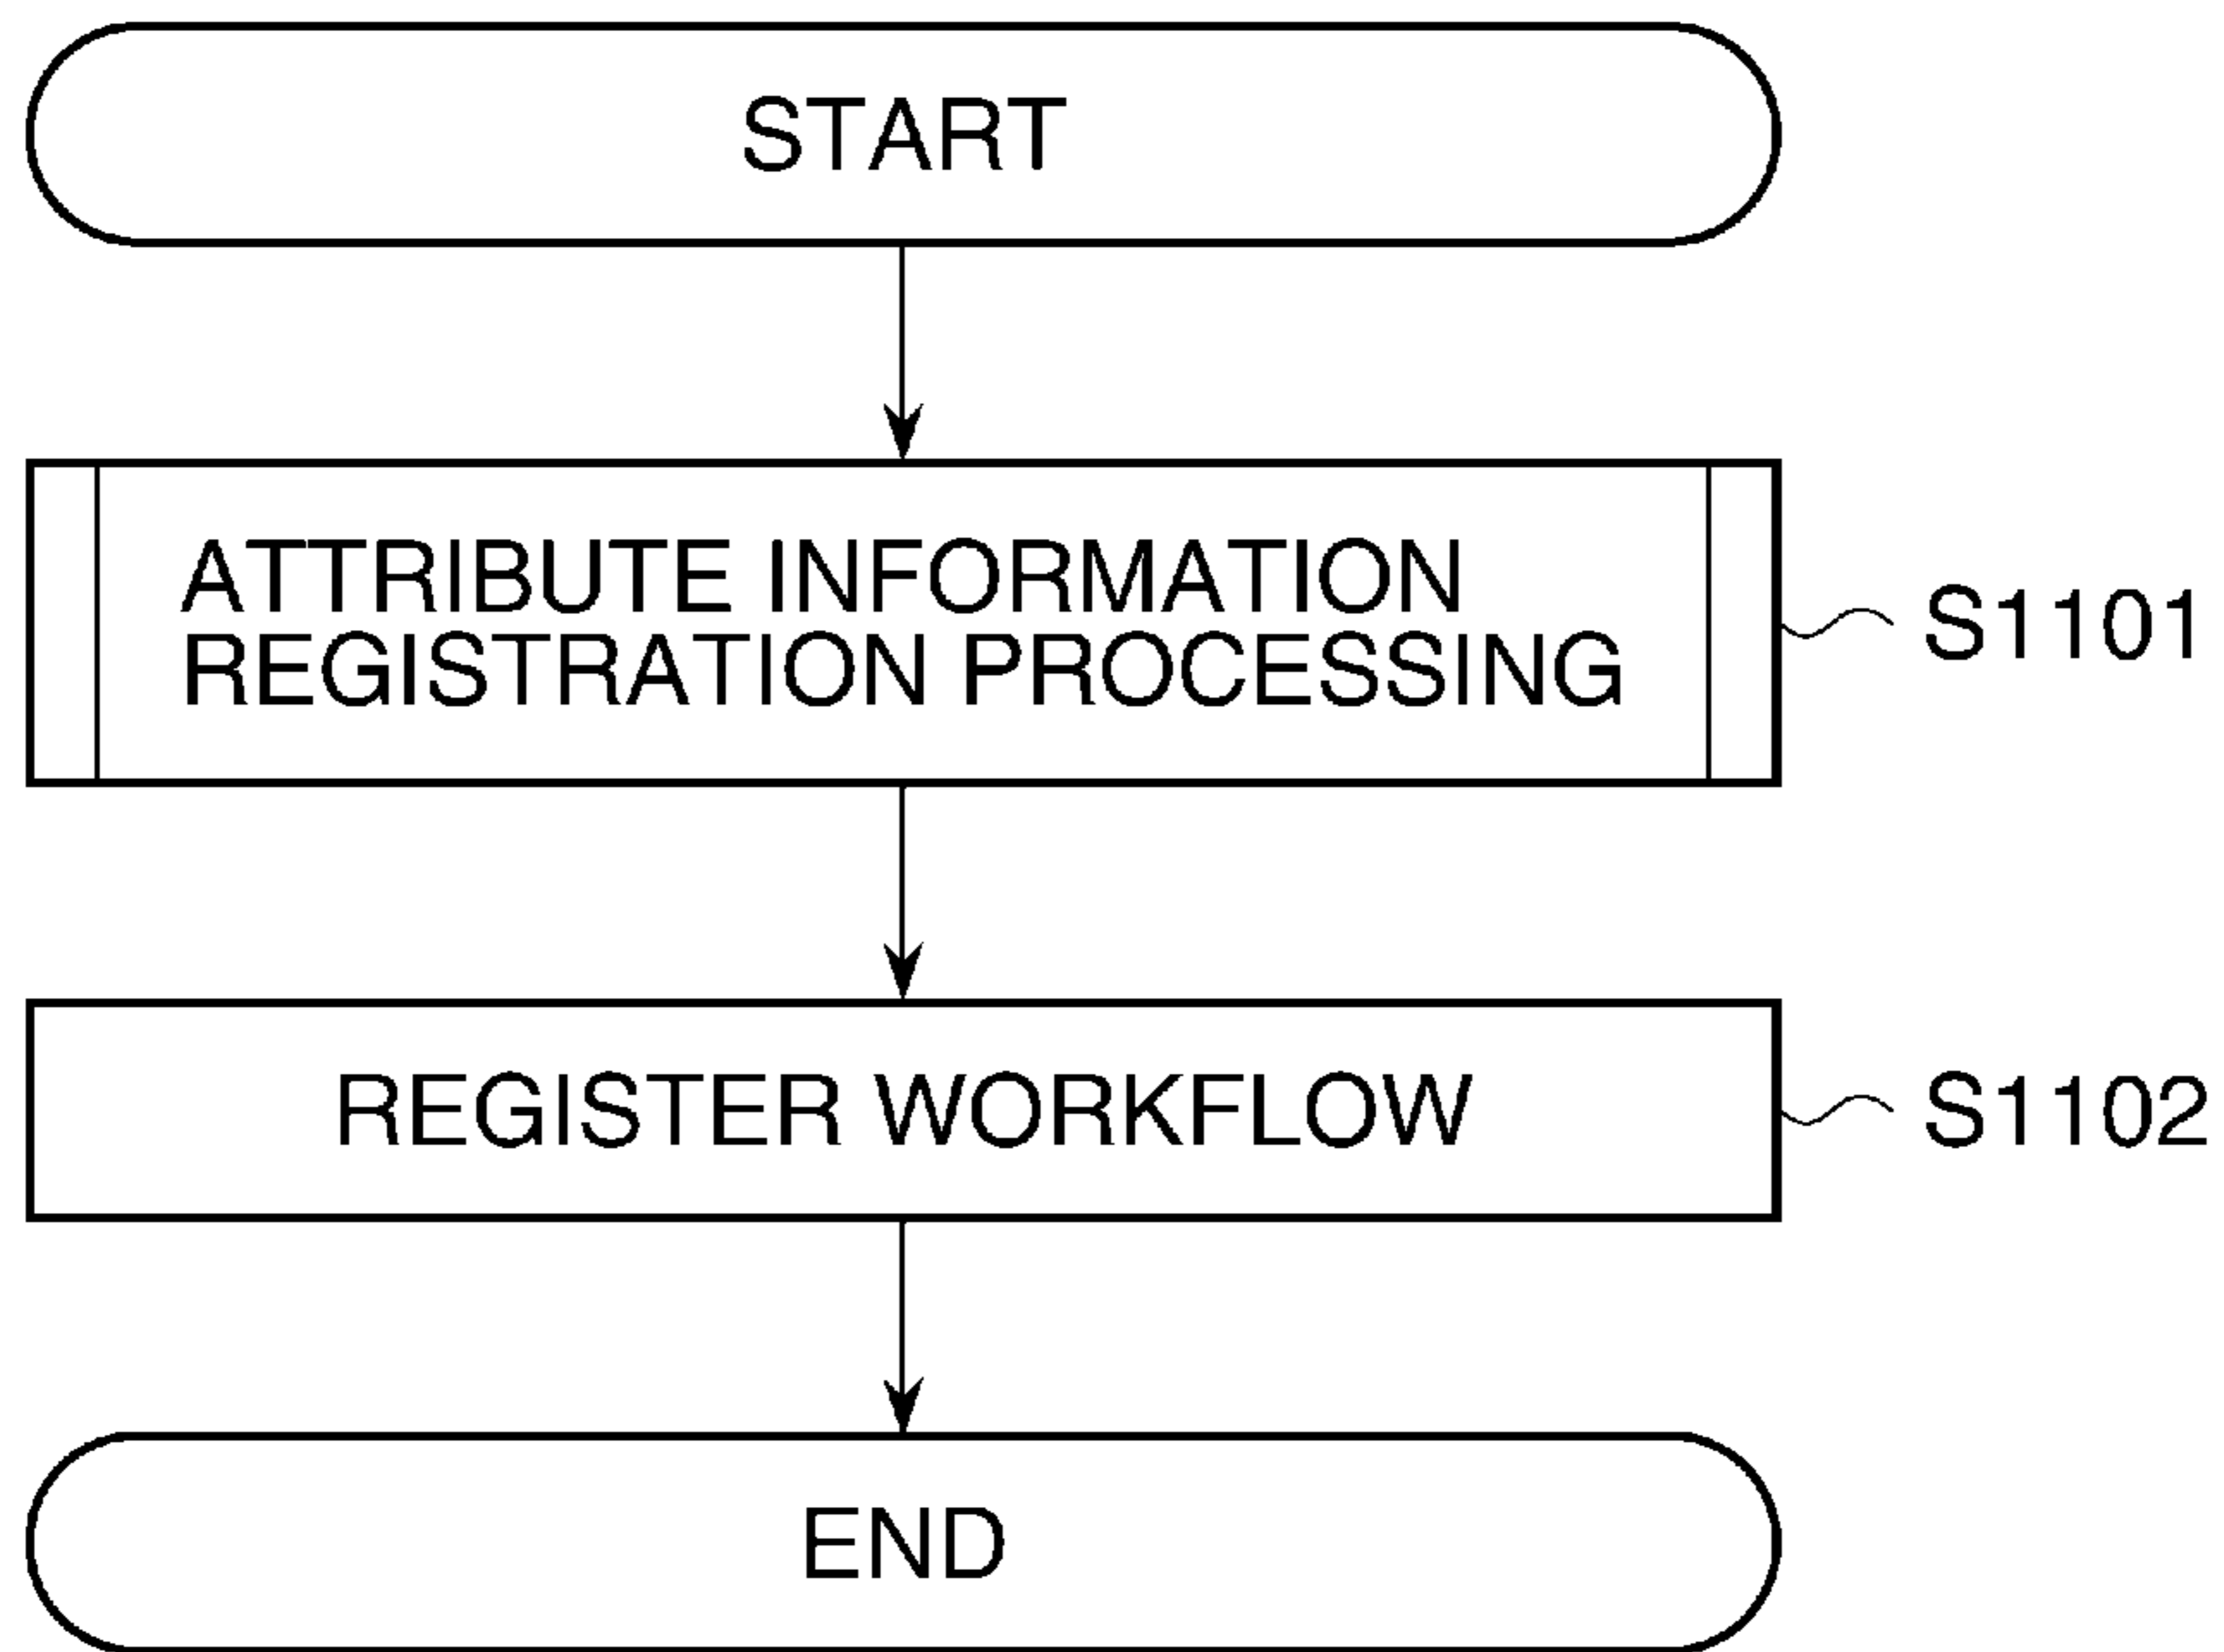 START
ATTRIBUTE INFORMATION
REGISTRATION PROCESSING
S1101
REGISTER WORKFLOW
S1102
END